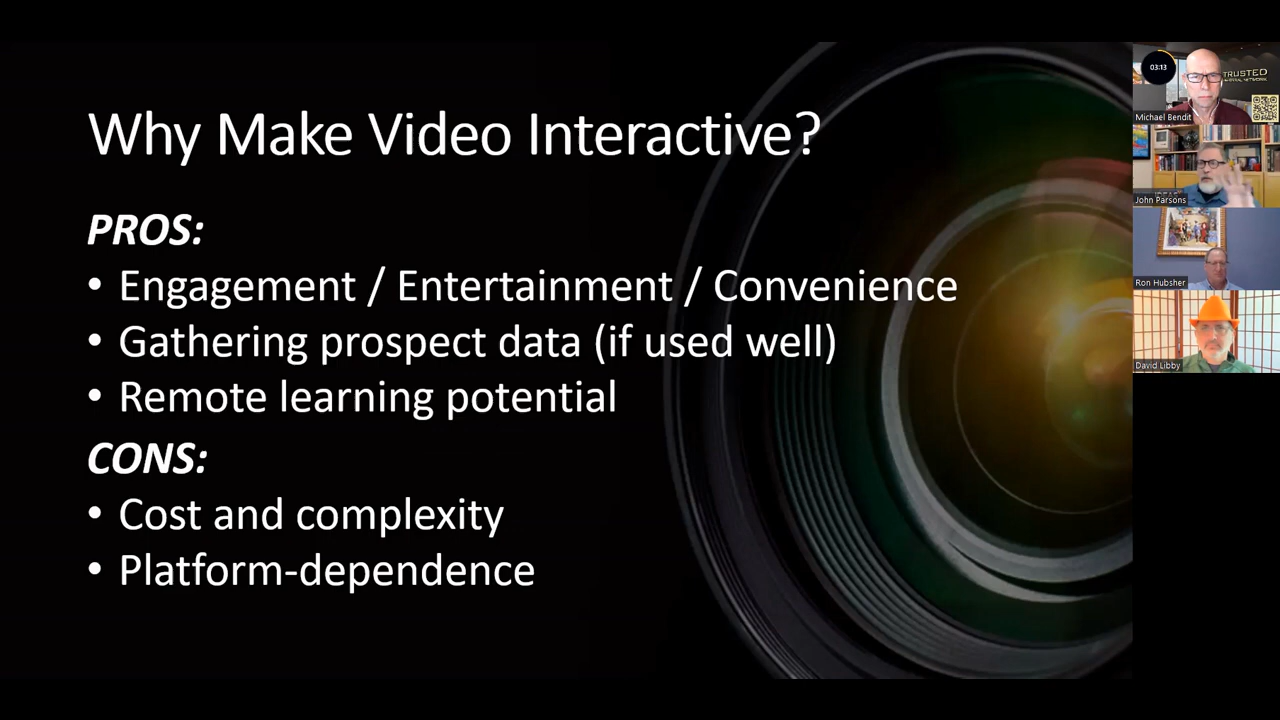 Why Make Video Interactive?
PROS:
• Engagement / Entertainment / Convenience
• Gathering prospect data (if used well)
• Remote learning potential
CONS:
• Cost and complexity
• Platform-dependence
03:13
TRUSTED
NETWORK
Michael Bendit
John Parsons
Ron Hubsher
David Libby